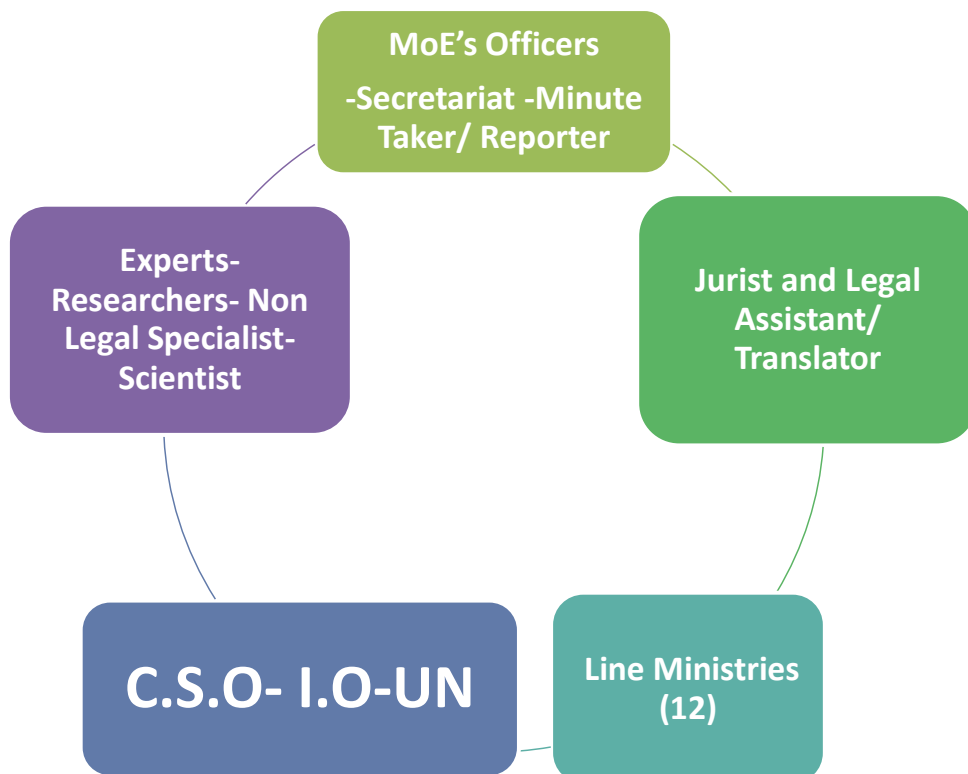 MoE’s Officers
-Secretariat -Minute
Taker/ Reporter
Experts-
Researchers- Non
Legal Specialist-
Scientist
Jurist and Legal
Assistant/
Translator
C.S.O- I.O-UN
Line Ministries
(12)